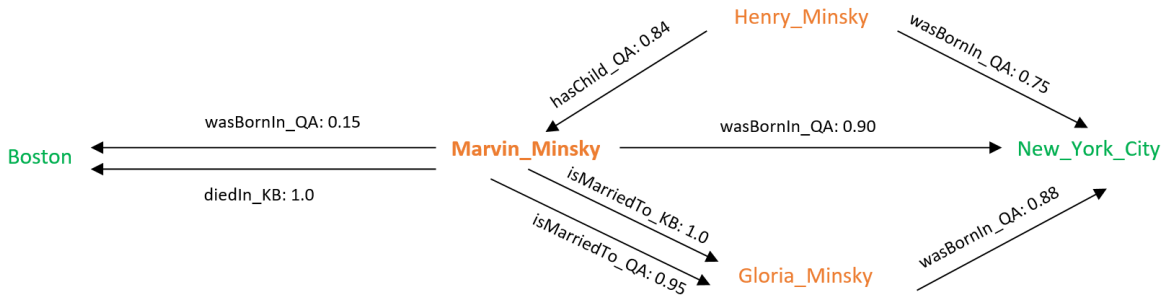 Henry_Minsky
hasChild_QA: 0.84
wasBornIn_QA: 0.75
wasBornIn_QA: 0.15
wasBornIn_QA: 0.90
Boston
Marvin_Minsky
New_York_City
diedIn_KB: 1.0
isMarriedTo_KB: 1.0
isMarriedTo_QA: 0.95
wasBornIn_QA: 0.88
Gloria_Minsky